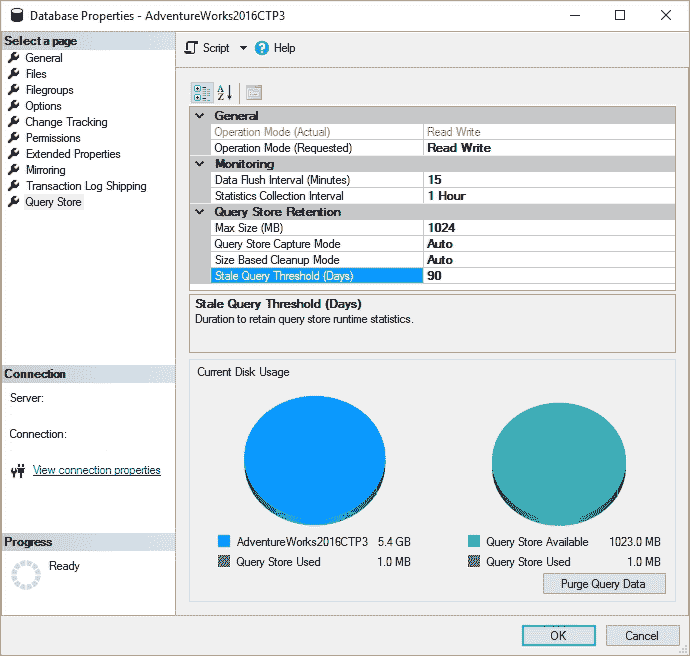 Database Properties - AdventureWorks2016CTP3
Select a page
General
Files
Filegroups
Options
Change Tracking
Permissions
Extended Properties
Mirroring
Transaction Log Shipping
Query Store
Script Help
General
Operation Mode (Actual) Read Write
Operation Mode (Requested) Read Write
Monitoring
Data Flush Interval (Minutes) 15
Statistics Collection Interval 1 Hour
Query Store Retention
Max Size (MB) 1024
Query Store Capture Mode Auto
Size Based Cleanup Mode Auto
Stale Query Threshold (Days) 90
Stale Query Threshold (Days)
Duration to retain query store runtime statistics.
Connection
Server:
Connection:
View connection properties
Progress
Ready
Current Disk Usage
AdventureWorks2016CTP3 5.4 GB
Query Store Used 1.0 MB
Query Store Available 1023.0 MB
Query Store Used 1.0 MB
Purge Query Data
OK Cancel